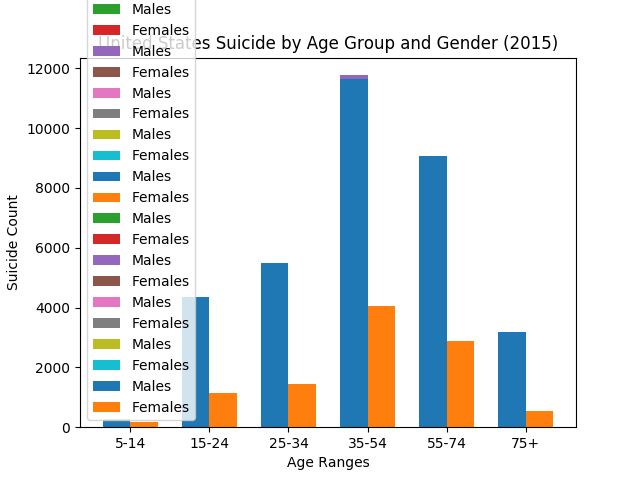 Males
Females
United States Suicide by Age Group and Gender (2015)
Males
Females
Males
Females
Males
Females
Males
Females
Males
Females
Males
Females
Males
Females
Males
Females
Males
Females
12000
10000
8000
6000
4000
2000
0
Suicide Count
5-14
15-24
25-34
35-54
55-74
75+
Age Ranges